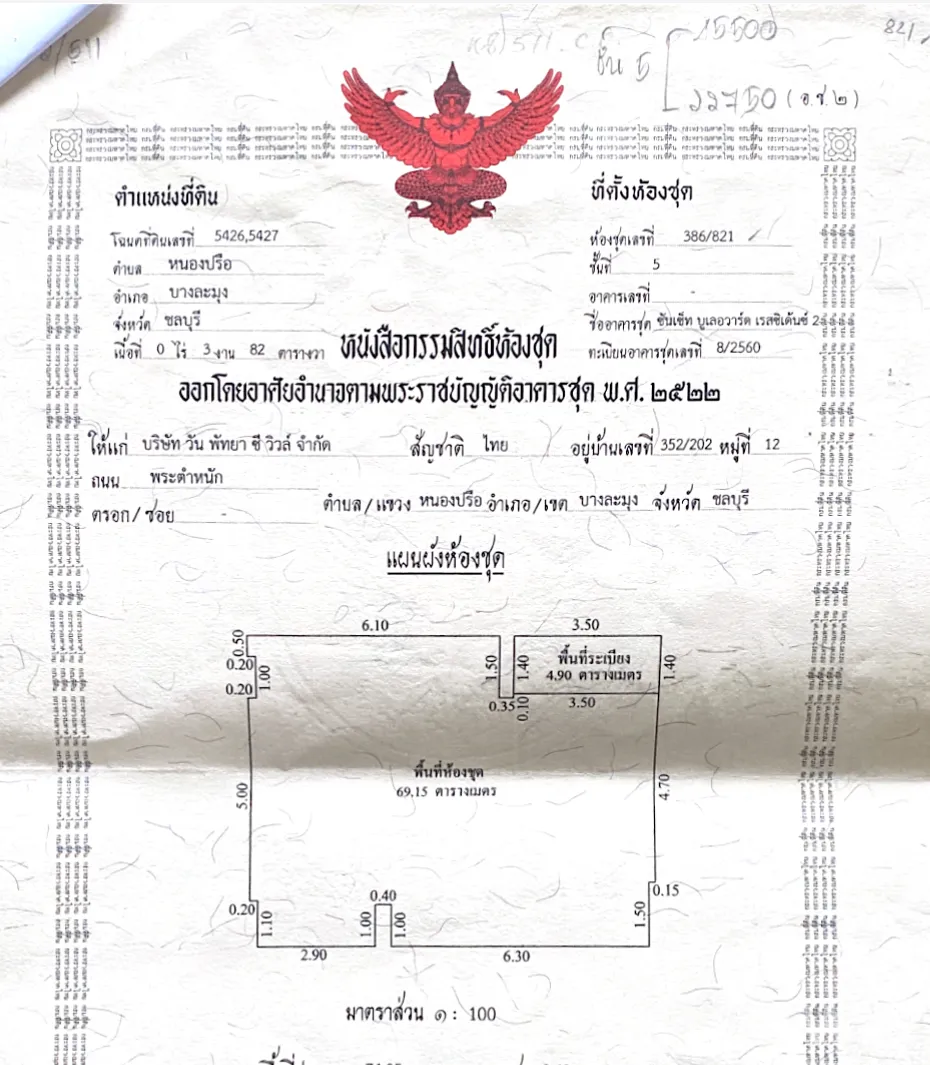 821
15500
ชั้น 5
22750 (อ.ช.๒)
ตำแหน่งที่ดิน
โฉนดที่ดินเลขที่ 5426,5427
ตำบล หนองปรือ
อำเภอ บางละมุง
จังหวัด ชลบุรี
เนื้อที่ 0 ไร่ 3 งาน 82 ตารางวา
ที่ตั้งห้องชุด
ห้องชุดเลขที่ 386/821
ชั้นที่ 5
อาคารเลขที่ -
ชื่ออาคารชุด ซันเซ็ท บูเลอวาร์ด เรสซิเด้นซ์ 2
ทะเบียนอาคารชุดเลขที่ 8/2560
หนังสือกรรมสิทธิ์ห้องชุด
ออกโดยอาศัยอำนาจตามพระราชบัญญัติอาคารชุด พ.ศ. ๒๕๒๒
ให้แก่ บริษัท วัน พัทยา ซี วิวล์ จำกัด สัญชาติ ไทย อยู่บ้านเลขที่ 352/202 หมู่ที่ 12
ถนน พระตำหนัก
ตรอก/ซอย - ตำบล/แขวง หนองปรือ อำเภอ/เขต บางละมุง จังหวัด ชลบุรี
แผนผังห้องชุด
6.10 3.50
0.50
0.20
1.00
0.20
1.50
1.40
พื้นที่ระเบียง
4.90 ตารางเมตร
1.40
0.35
0.10
3.50
พื้นที่ห้องชุด
69.15 ตารางเมตร
5.00
4.70
0.15
0.20
1.10
1.00
0.40
1.00
1.50
2.90
6.30
มาตราส่วน ๑ : 100